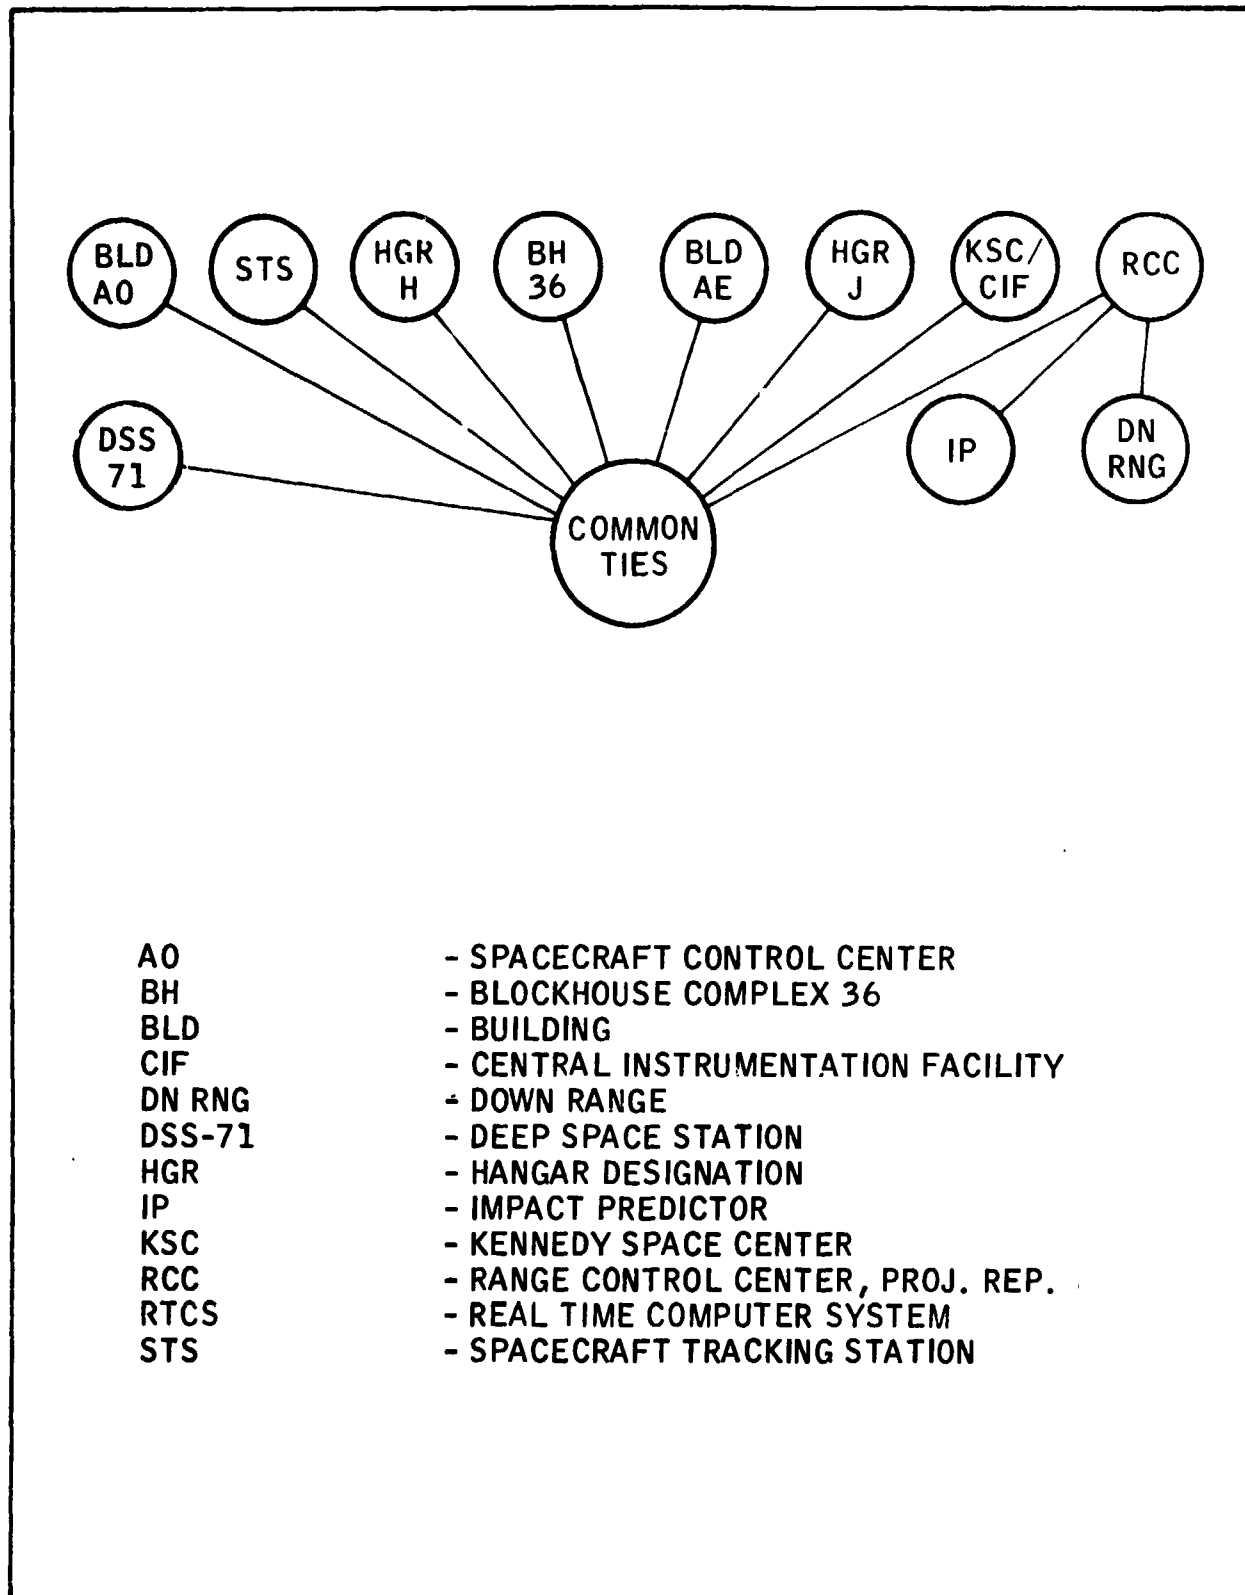 BLD
AO
STS
HGR
H
BH
36
BLD
AE
HGR
J
KSC/
CIF
RCC
DSS
71
IP
DN
RNG
COMMON
TIES
AO - SPACECRAFT CONTROL CENTER
BH - BLOCKHOUSE COMPLEX 36
BLD - BUILDING
CIF - CENTRAL INSTRUMENTATION FACILITY
DN RNG - DOWN RANGE
DSS-71 - DEEP SPACE STATION
HGR - HANGAR DESIGNATION
IP - IMPACT PREDICTOR
KSC - KENNEDY SPACE CENTER
RCC - RANGE CONTROL CENTER, PROJ. REP.
RTCS - REAL TIME COMPUTER SYSTEM
STS - SPACECRAFT TRACKING STATION